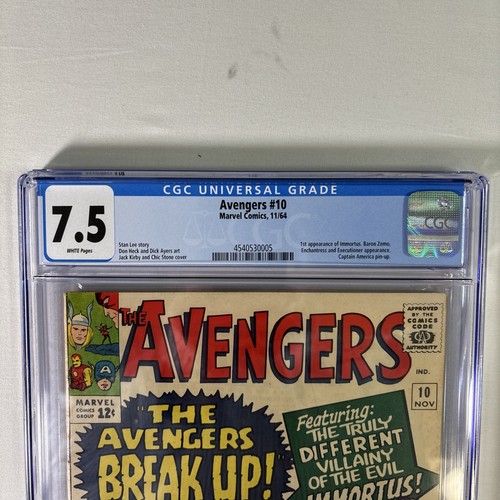 CGC UNIVERSAL GRADE
7.5
WHITE Pages
Avengers #10
Marvel Comics, 11/64
Stan Lee story
Don Heck and Dick Ayers art
Jack Kirby and Chic Stone cover
4540530005
1st appearance of Immortus. Baron Zemo,
Enchantress and Executioner appearance.
Captain America pin-up.
CGC
THE AVENGERS
APPROVED
BY THE
COMICS
CODE
AUTHORITY
MARVEL
COMICS
GROUP
12¢
IND.
10
NOV
"THE
AVENGERS
BREAK UP!"
Featuring:
THE TRULY
DIFFERENT
VILLAINY
OF THE EVIL
IMMORTUS!